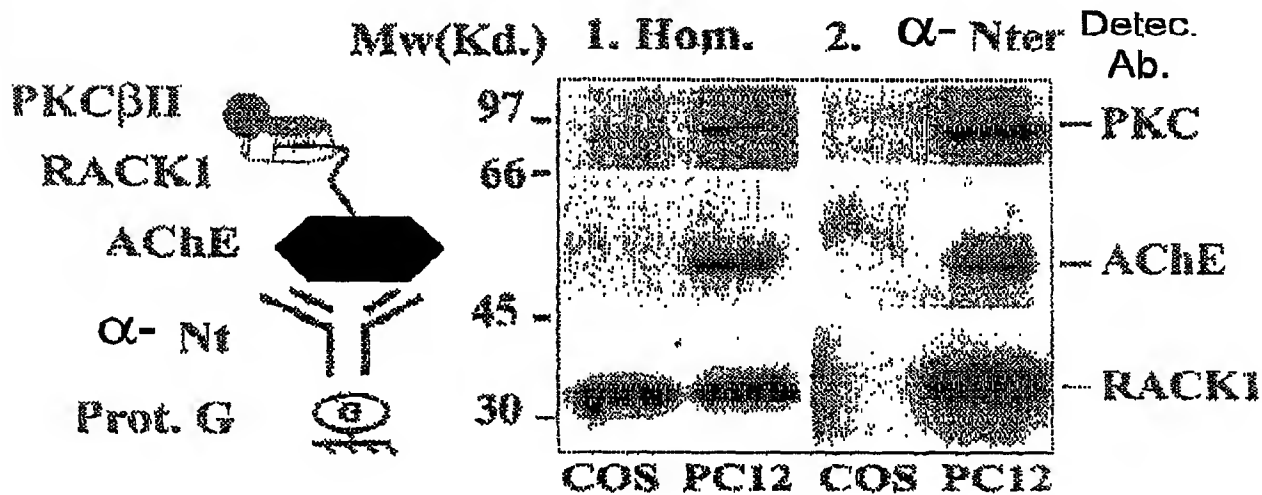 Mw(Kd.) 1. Hom. 2. α- Nter Detec. Ab.
PKCβII
RACK1
AChE
α- Nt
Prot. G
G
97
66
45
30
PKC
AChE
RACK1
COS PC12 COS PC12